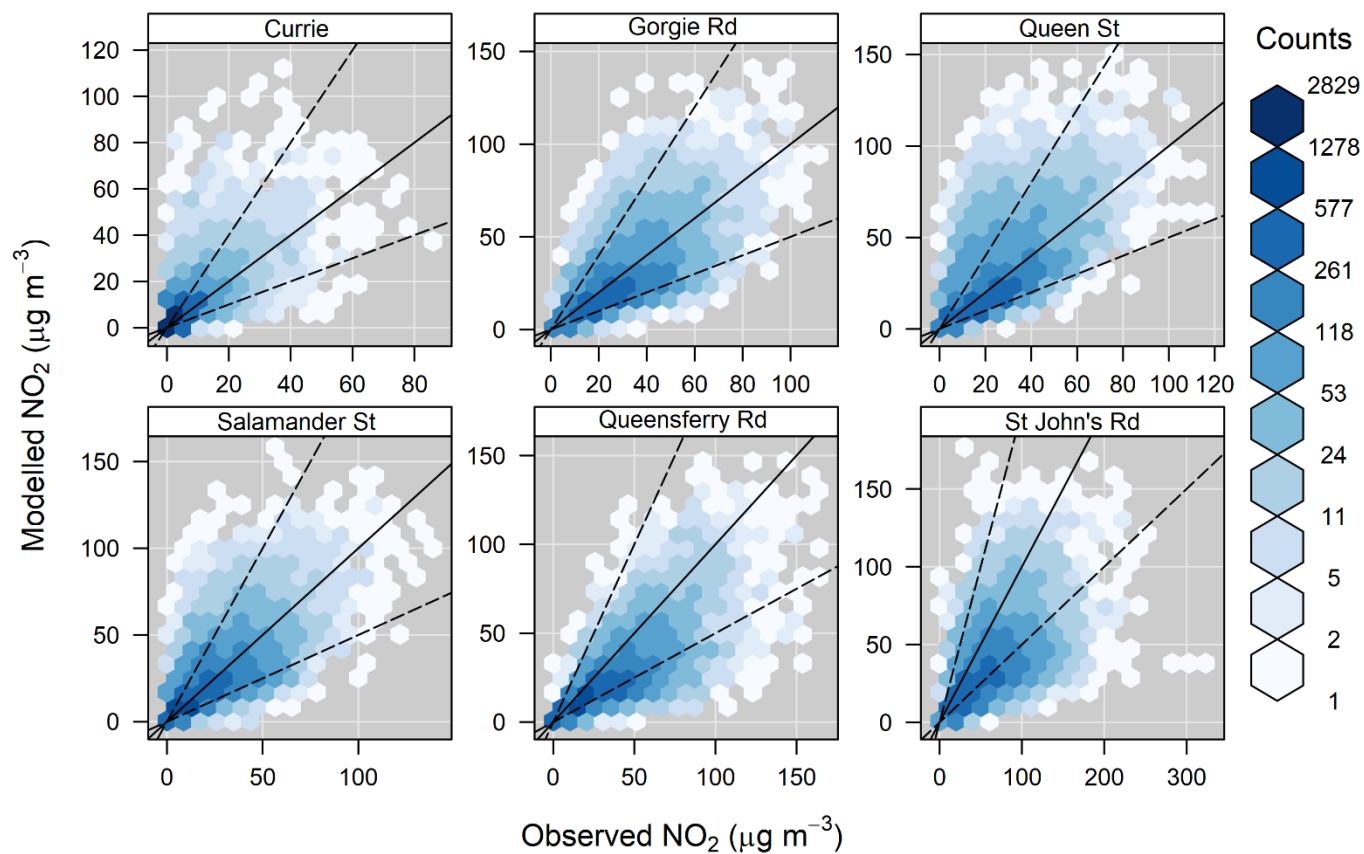 Currie
Gorgie Rd
Queen St
Counts
120
100
80
60
40
20
0
0 20 40 60 80
150
100
50
0
0 20 40 60 80 100
150
100
50
0
0 20 40 60 80 100 120
2829
1278
577
261
118
53
24
11
5
2
1
Modelled NO₂ (μg m⁻³)
Salamander St
Queensferry Rd
St John's Rd
150
100
50
0
0 50 100
150
100
50
0
0 50 100 150
150
100
50
0
0 100 200 300
Observed NO₂ (μg m⁻³)